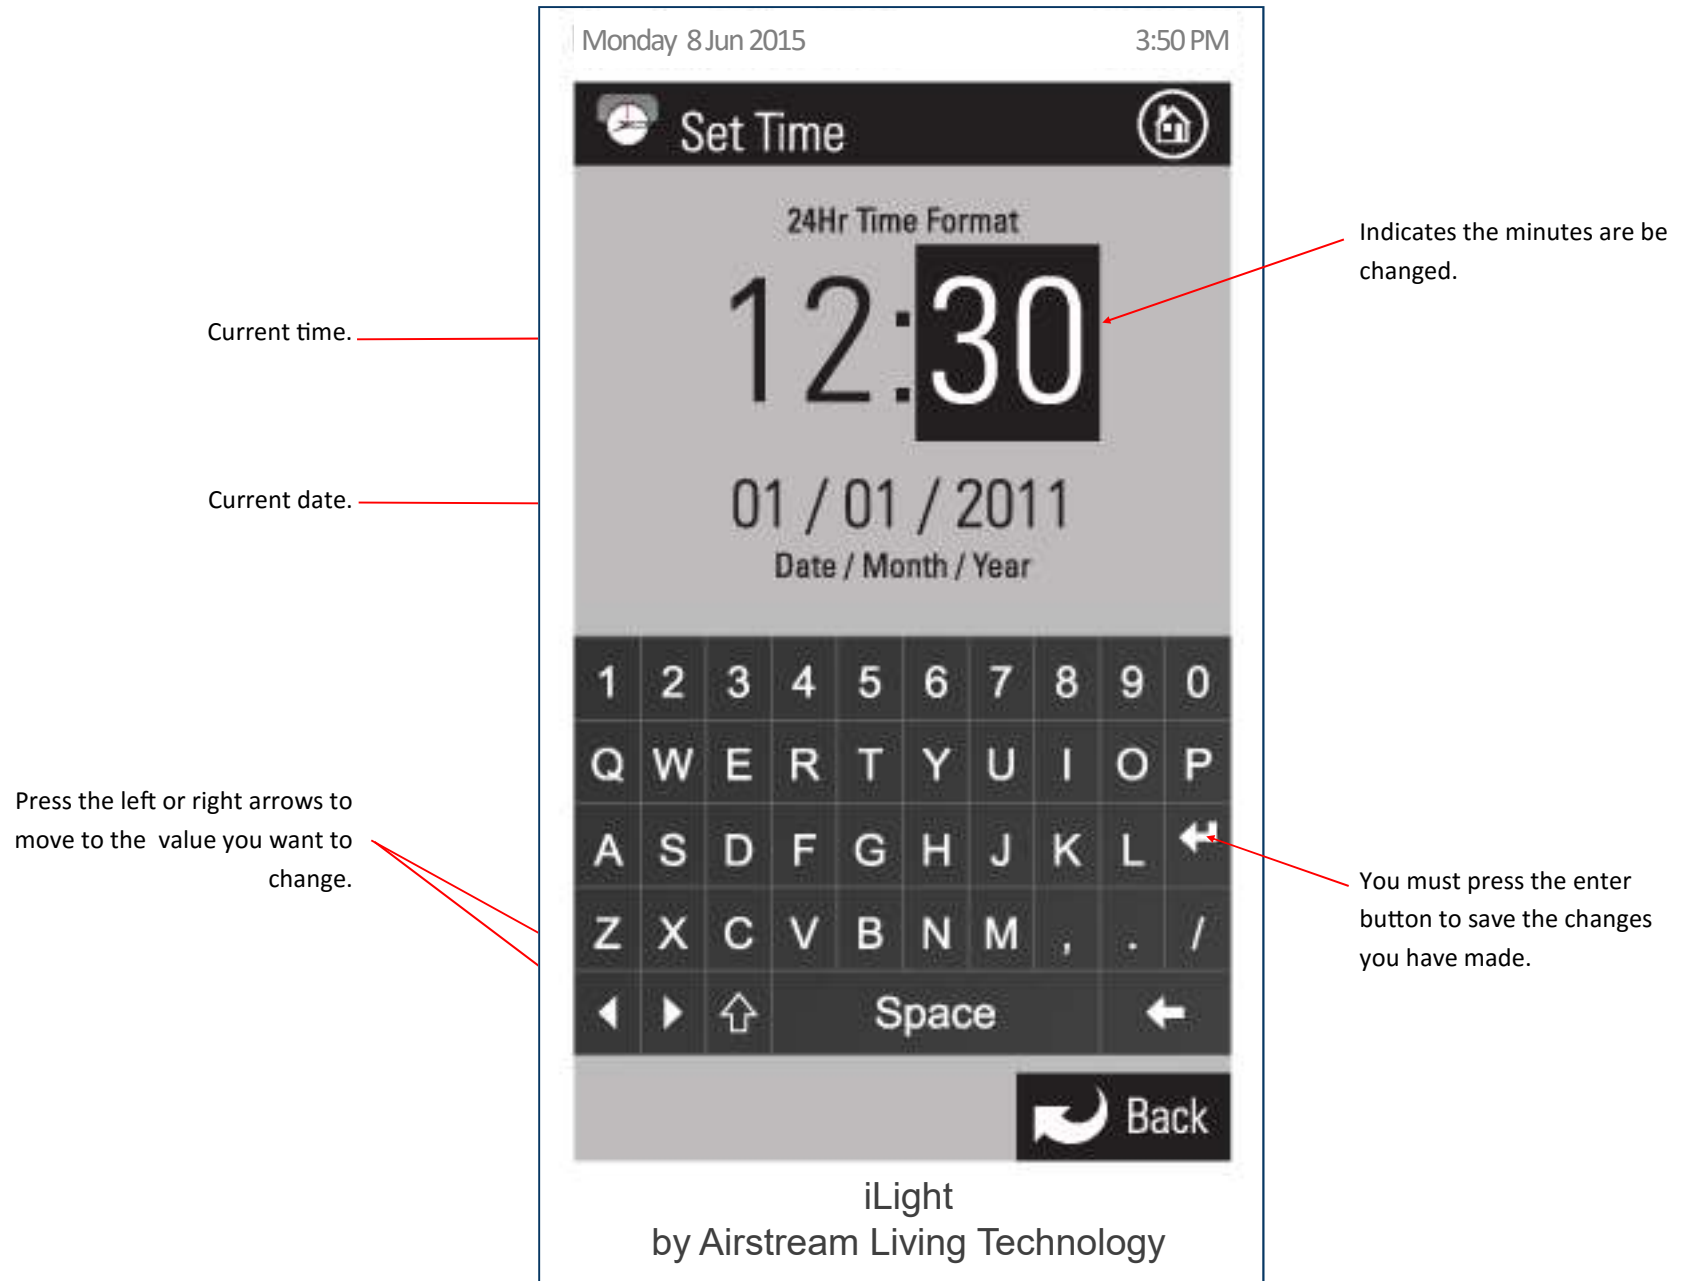 Monday 8 Jun 2015 3:50 PM
Set Time
24Hr Time Format
12:30
Indicates the minutes are be
changed.
Current time.
Current date.
01 / 01 / 2011
Date / Month / Year
1 2 3 4 5 6 7 8 9 0
Q W E R T Y U I O P
A S D F G H J K L
Z X C V B N M , . /
Space
Press the left or right arrows to
move to the value you want to
change.
You must press the enter
button to save the changes
you have made.
Back
iLight
by Airstream Living Technology